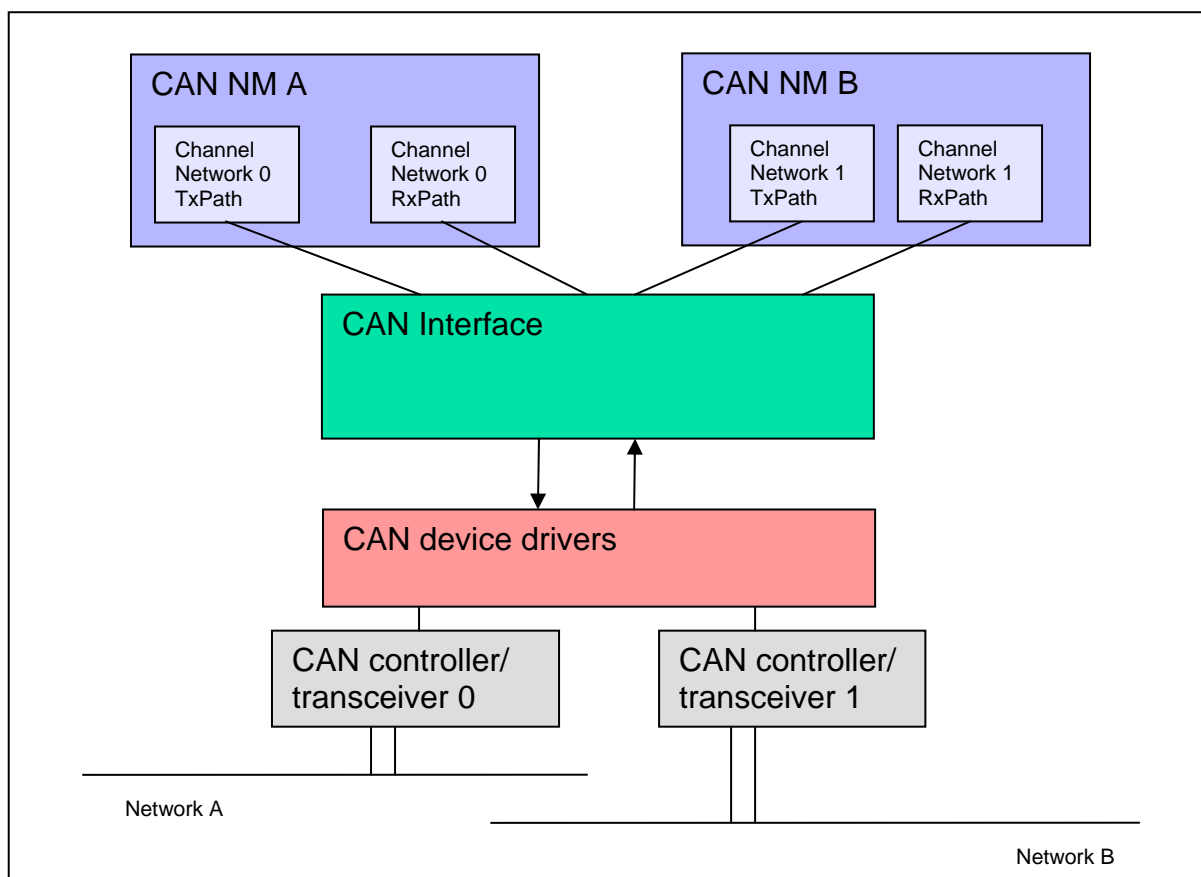 CAN NM A
Channel
Network 0
TxPath
Channel
Network 0
RxPath
CAN NM B
Channel
Network 1
TxPath
Channel
Network 1
RxPath
CAN Interface
CAN device drivers
CAN controller/
transceiver 0
CAN controller/
transceiver 1
Network A
Network B